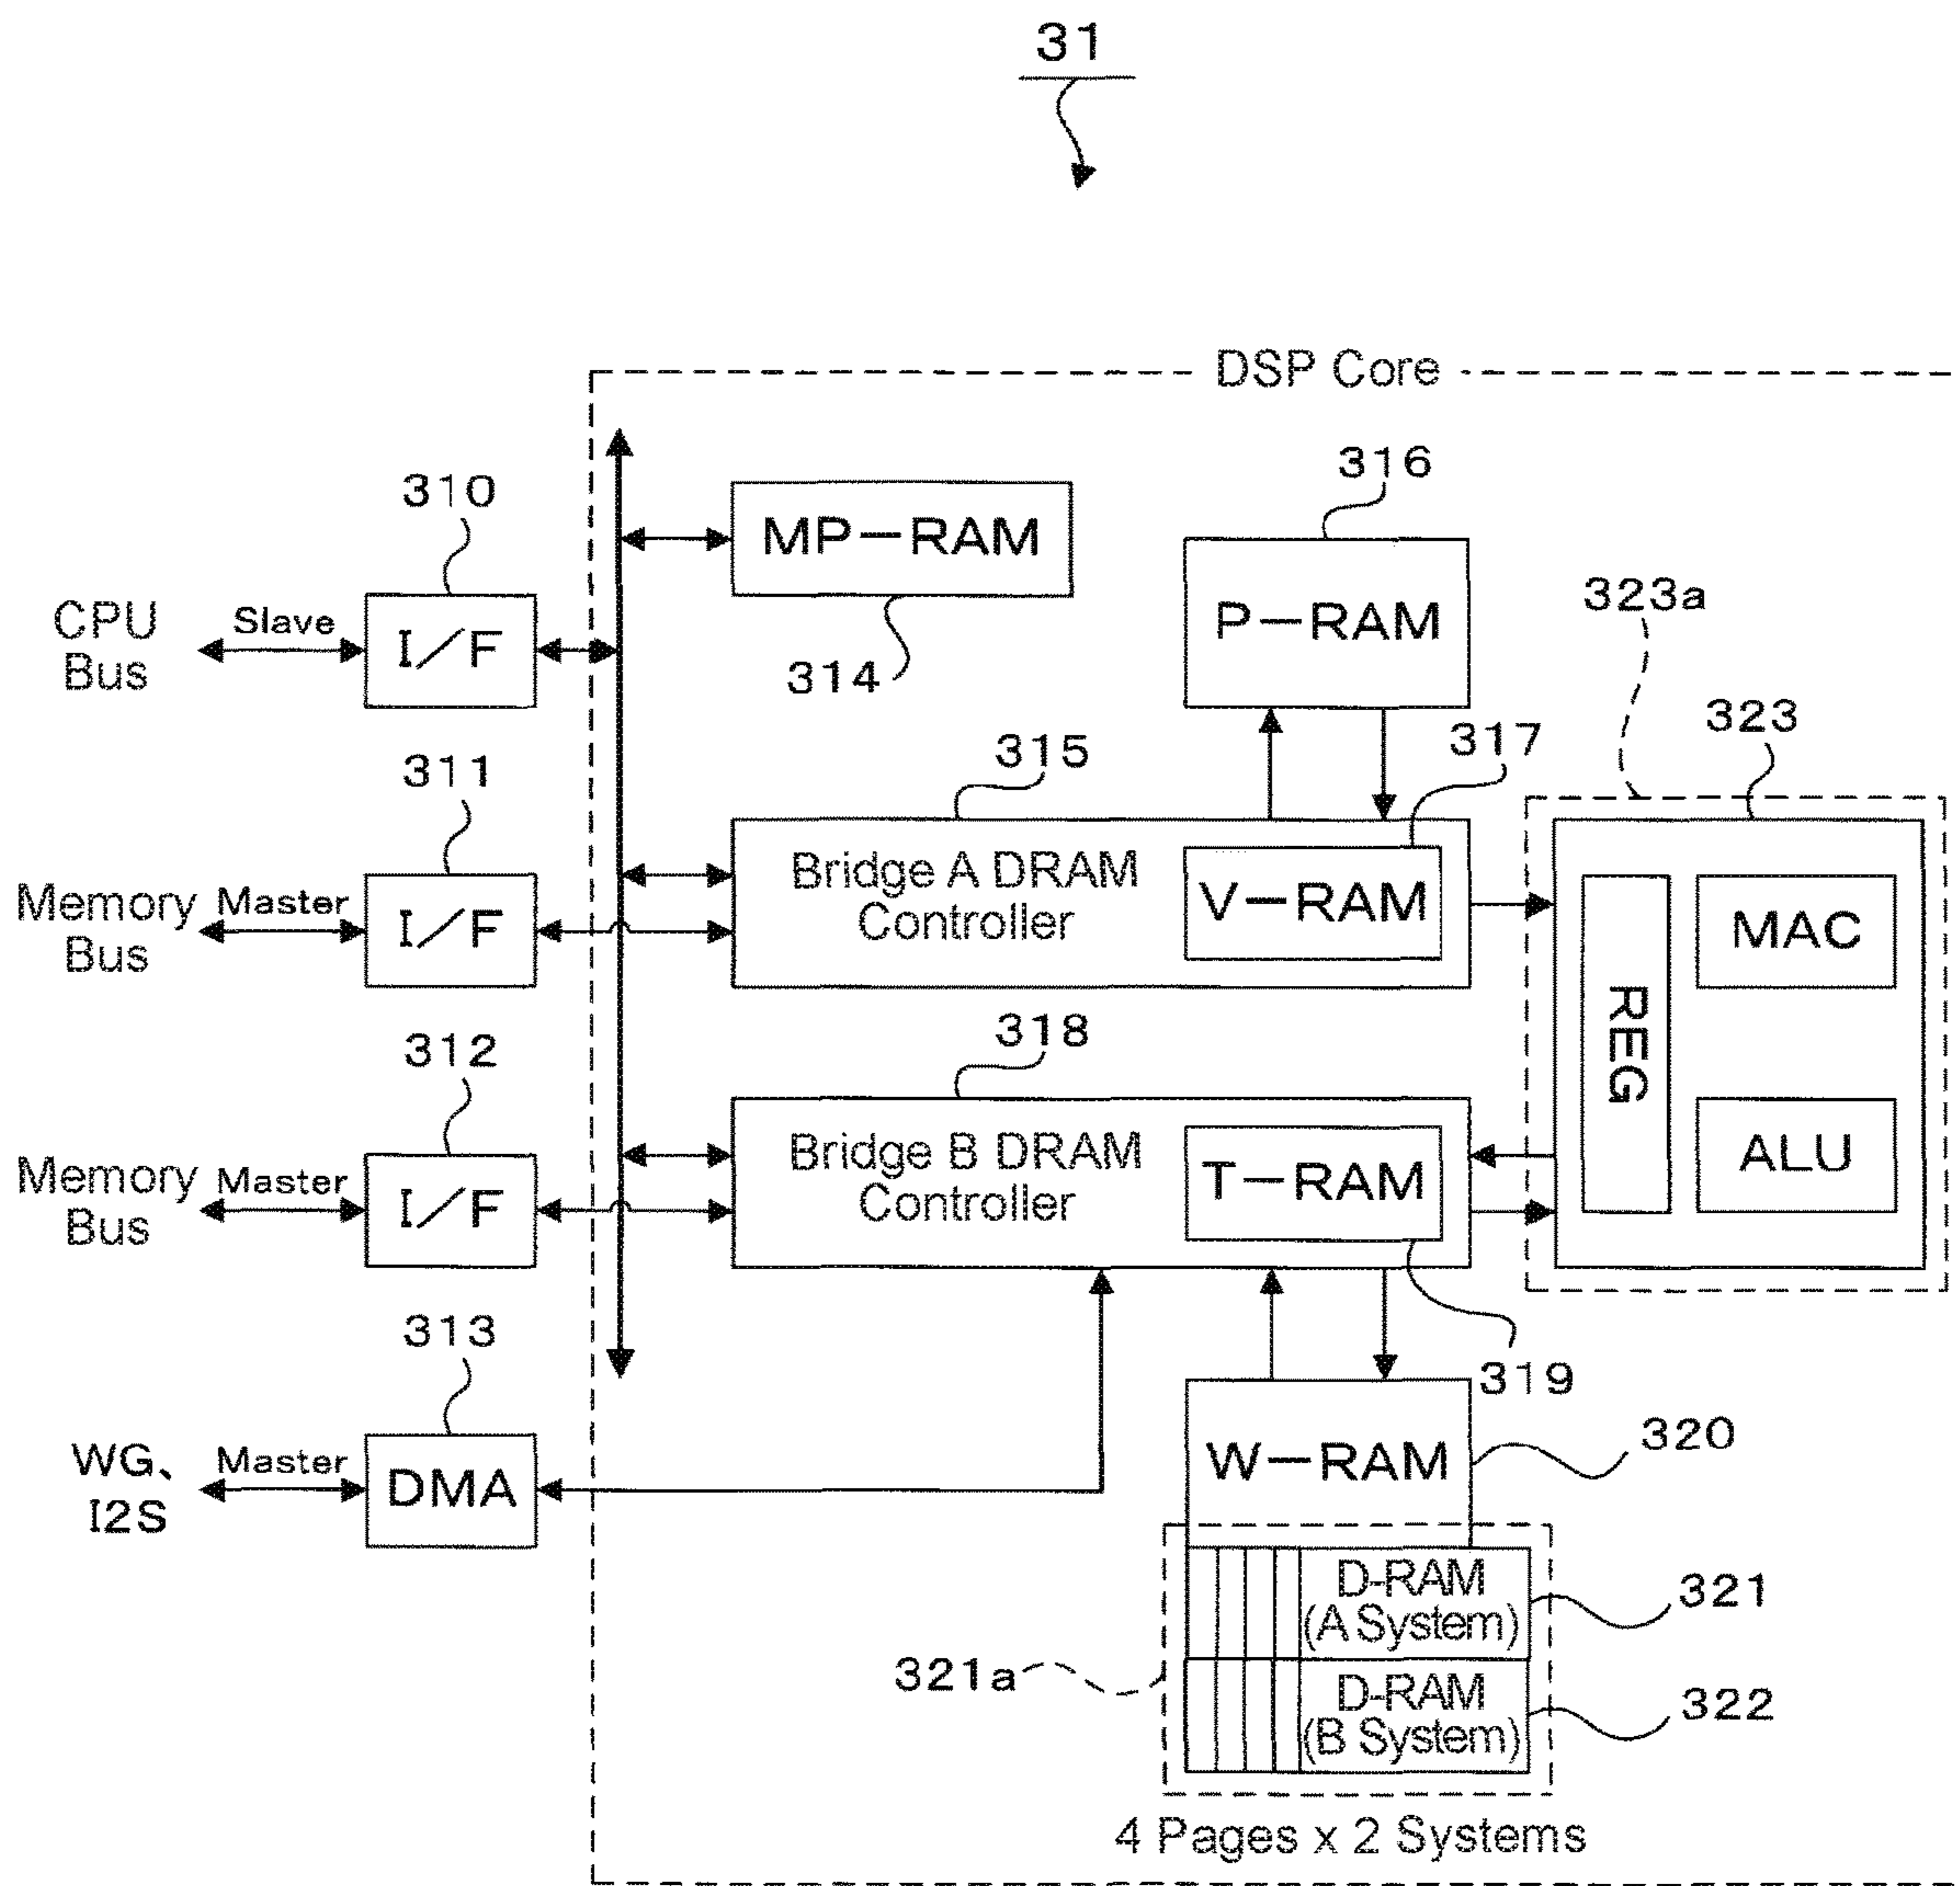 31
DSP Core
310
316
MP-RAM
323a
CPU
Bus
Slave
I/F
P-RAM
314
323
311
315
317
Memory
Bus
Master
I/F
Bridge A DRAM
Controller
V-RAM
MAC
REG
312
318
Memory
Bus
Master
I/F
Bridge B DRAM
Controller
T-RAM
ALU
313
319
WG、
I2S
Master
DMA
W-RAM
320
D-RAM
(A System)
321
321a
D-RAM
(B System)
322
4 Pages x 2 Systems